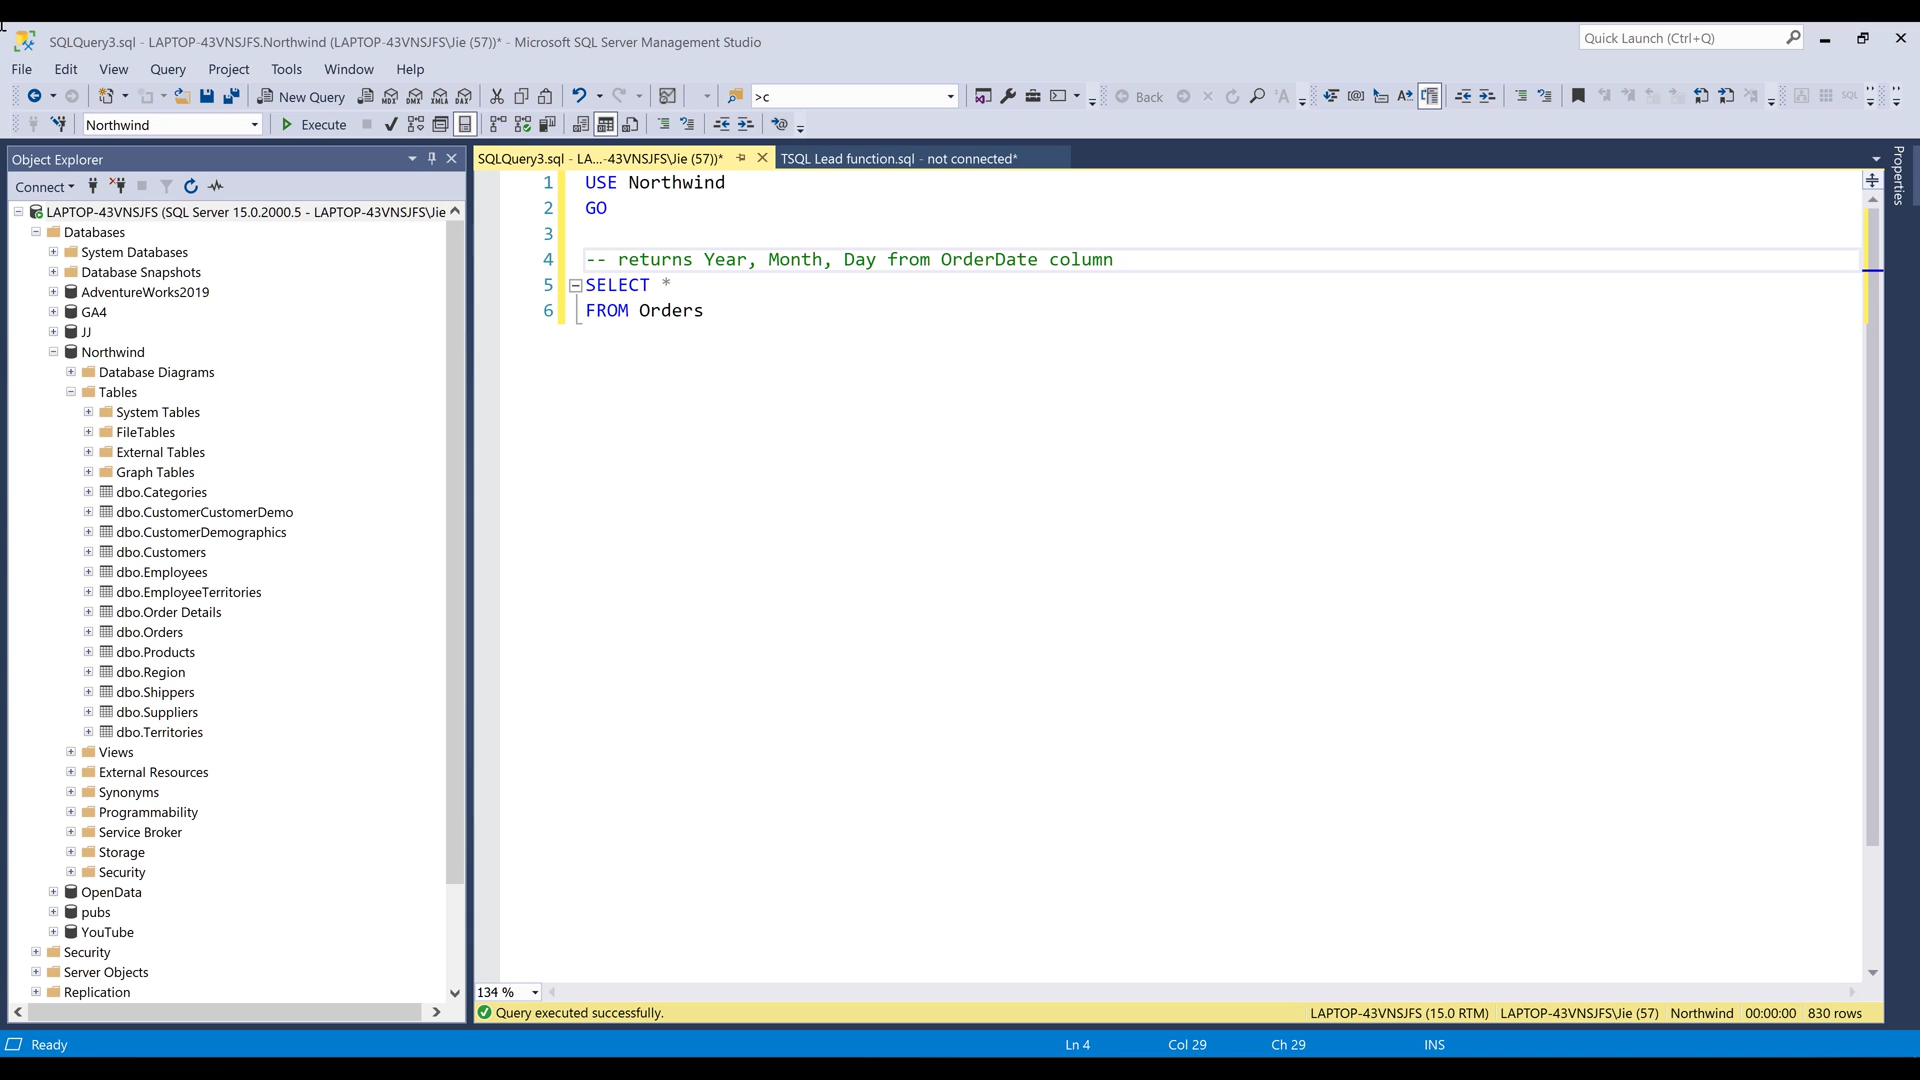 SQLQuery3.sql - LAPTOP-43VNSJFS.Northwind (LAPTOP-43VNSJFS\Jie (57))* - Microsoft SQL Server Management Studio
Quick Launch (Ctrl+Q)
File Edit View Query Project Tools Window Help
New Query
MDX DMX XMLA DAX
>c
Back
SQL
Northwind
Execute
Object Explorer
SQLQuery3.sql - LA...-43VNSJFS\Jie (57))*
TSQL Lead function.sql - not connected*
Properties
Connect
LAPTOP-43VNSJFS (SQL Server 15.0.2000.5 - LAPTOP-43VNSJFS\Jie
Databases
System Databases
Database Snapshots
AdventureWorks2019
GA4
JJ
Northwind
Database Diagrams
Tables
System Tables
FileTables
External Tables
Graph Tables
dbo.Categories
dbo.CustomerCustomerDemo
dbo.CustomerDemographics
dbo.Customers
dbo.Employees
dbo.EmployeeTerritories
dbo.Order Details
dbo.Orders
dbo.Products
dbo.Region
dbo.Shippers
dbo.Suppliers
dbo.Territories
Views
External Resources
Synonyms
Programmability
Service Broker
Storage
Security
OpenData
pubs
YouTube
Security
Server Objects
Replication
1 USE Northwind
2 GO
3
4 -- returns Year, Month, Day from OrderDate column
5 SELECT *
6 FROM Orders
134 %
Query executed successfully.
LAPTOP-43VNSJFS (15.0 RTM) LAPTOP-43VNSJFS\Jie (57) Northwind 00:00:00 830 rows
Ready
Ln 4 Col 29 Ch 29 INS